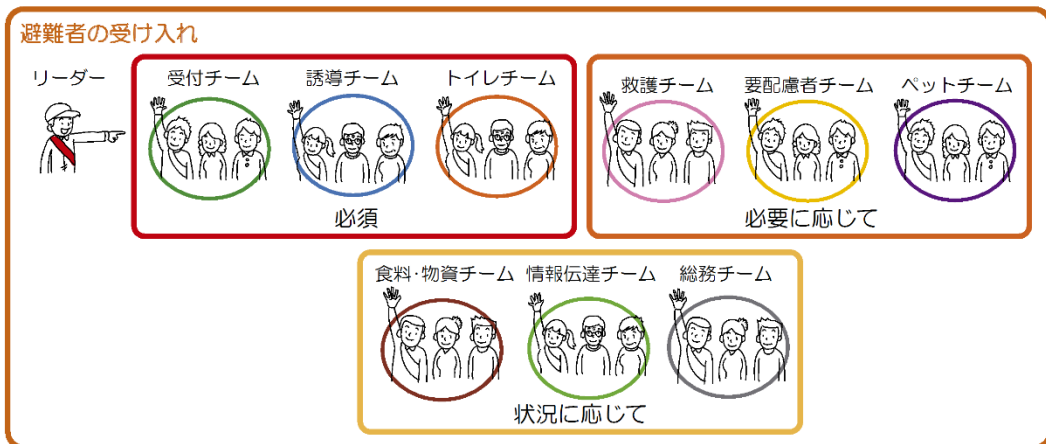 避難者の受け入れ
リーダー
受付チーム
誘導チーム
トイレチーム
必須
救護チーム
要配慮者チーム
ペットチーム
必要に応じて
食料・物資チーム
情報伝達チーム
総務チーム
状況に応じて